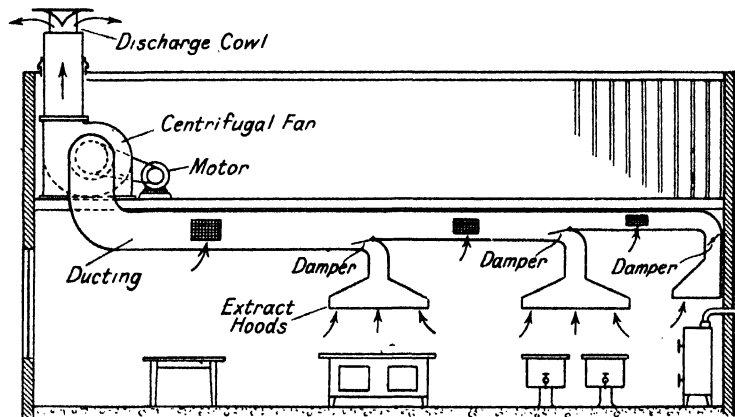 Discharge Cowl
Centrifugal Fan
Motor
Ducting
Damper
Damper
Damper
Extract
Hoods